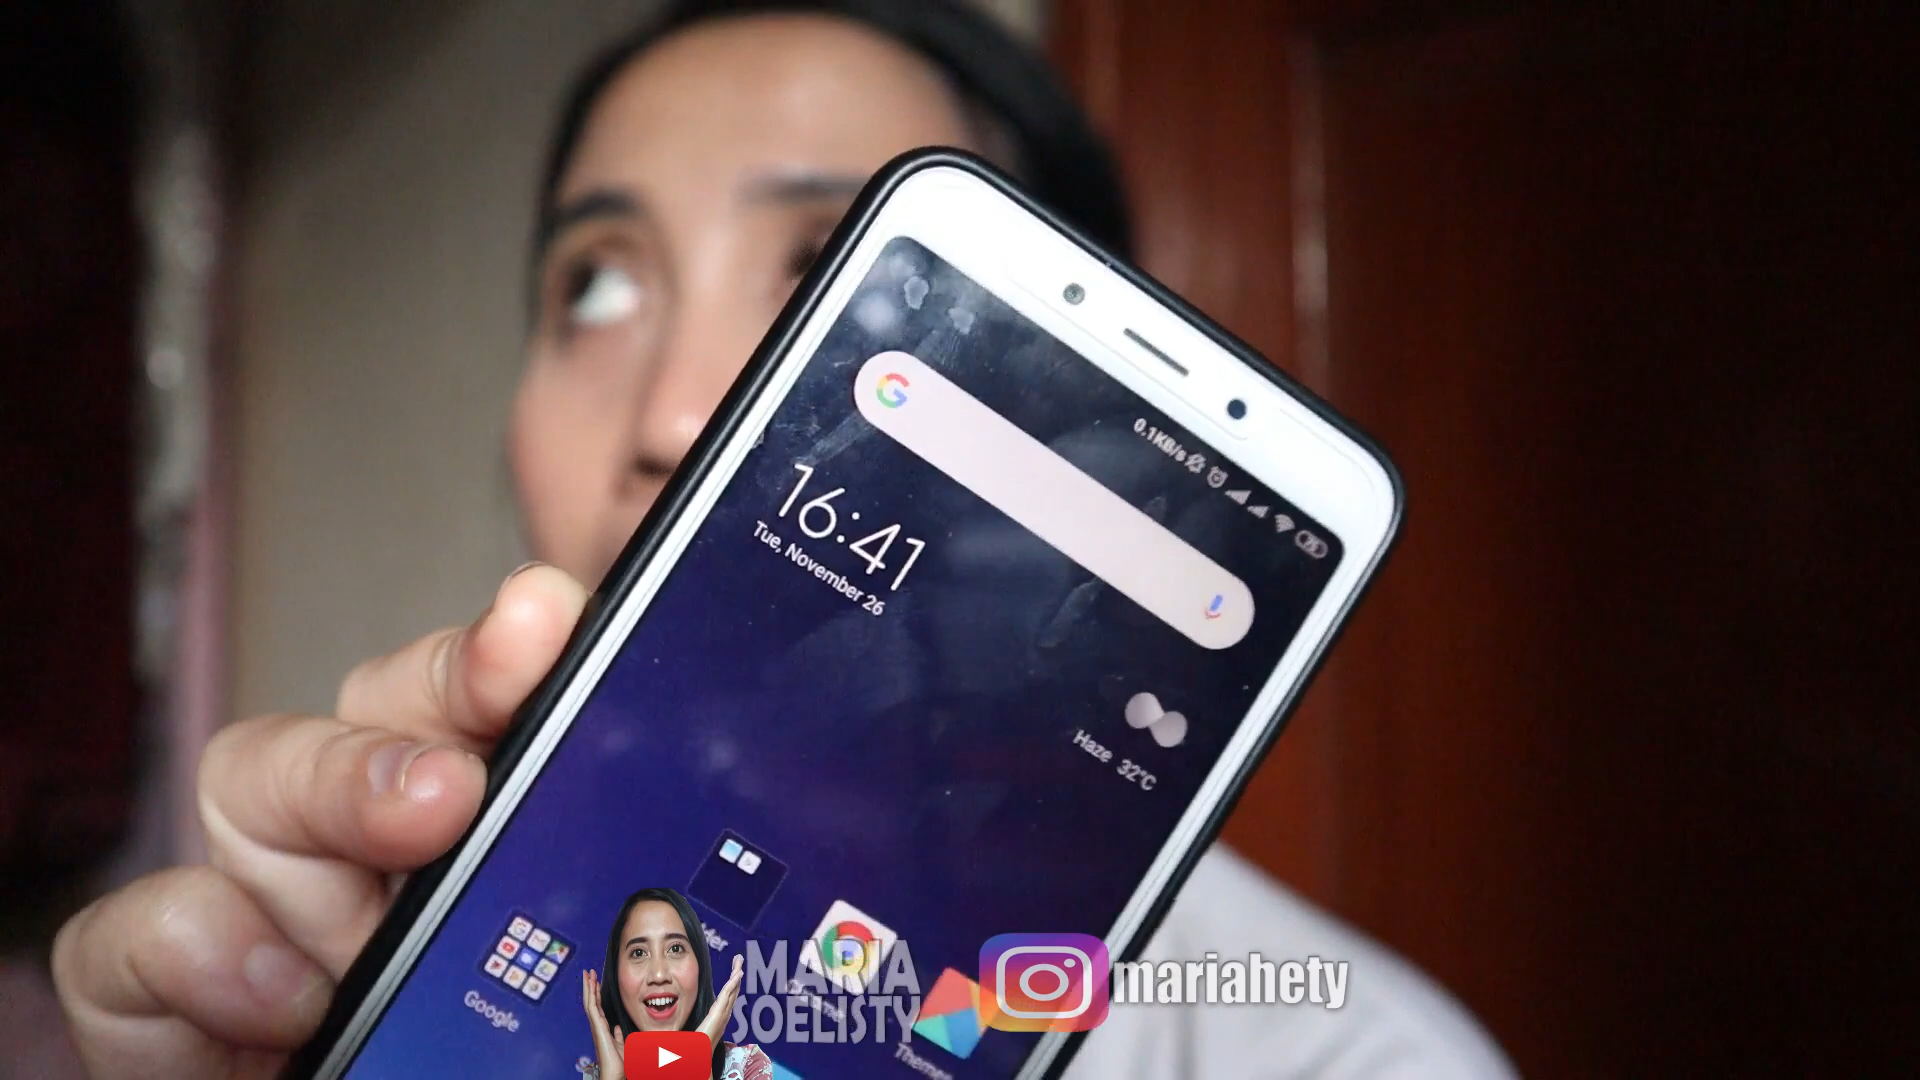 0.1KB/s
16:41
Tue, November 26
Haze 32°C
Google
Themes
MARIA
SOELISTY
mariahety